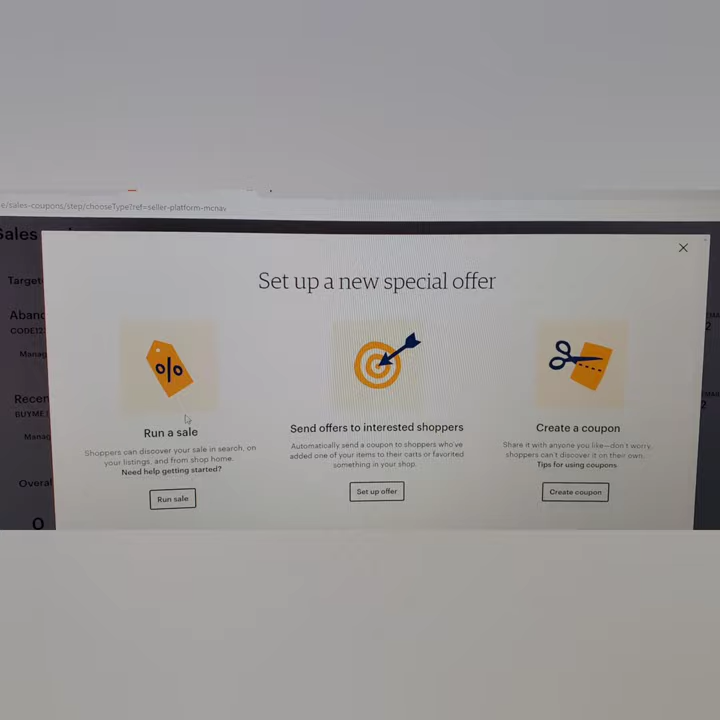 e/sales-coupons/step/chooseType?ref=seller-platform-mcnav
Sales
Target
Set up a new special offer
Aban
CODE12
Manag
Recen
BUYME
Manag
Overal
0
%
Run a sale
Shoppers can discover your sale in search, on
your listings, and from shop home.
Need help getting started?
Run sale
Send offers to interested shoppers
Automatically send a coupon to shoppers who've
added one of your items to their carts or favorited
something in your shop.
Set up offer
Create a coupon
Share it with anyone you like—don't worry,
shoppers can't discover it on their own.
Tips for using coupons.
Create coupon
2
2